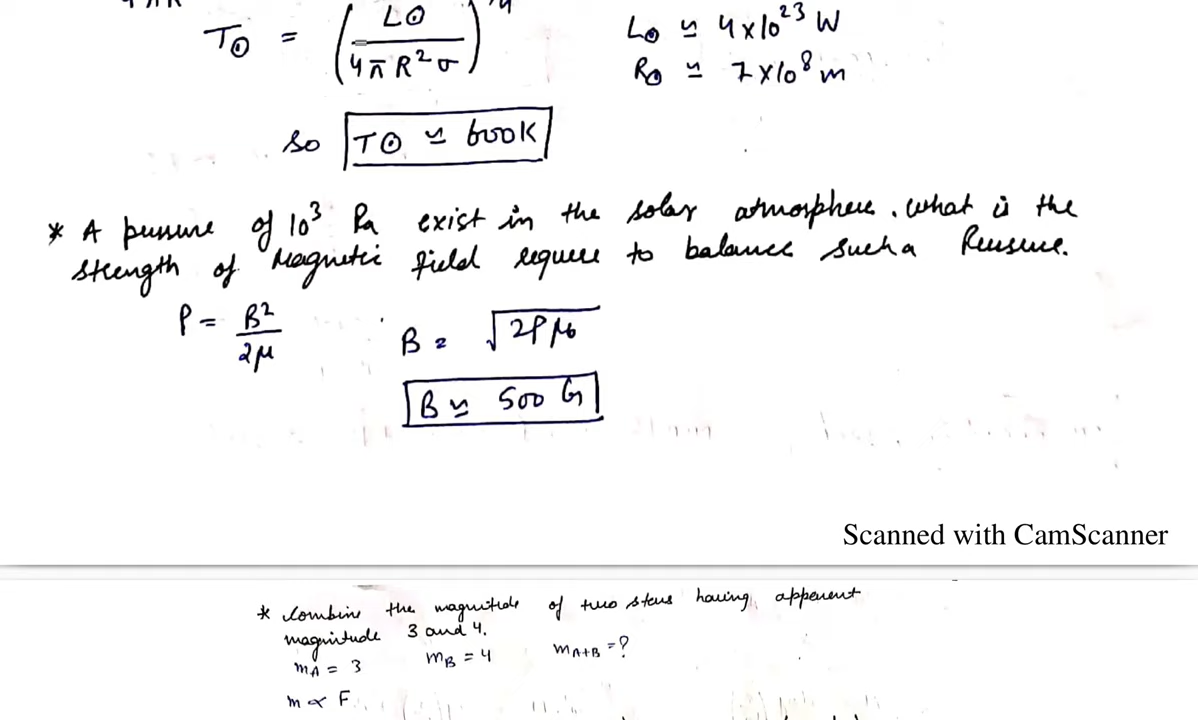 T⊙ = (L⊙ / 4πR²σ)^1/4 L⊙ ≃ 4×10²³ W
R⊙ ≃ 7×10⁸ m
so T⊙ ≃ 600K
* A pressure of 10³ Pa exist in the solar atmosphere. what is the
strength of Magnetic field require to balance such a Pressure.
P = B²/2μ B = √2Pμ₀
B ≃ 500 G
Scanned with CamScanner
* Combine the magnitude of two stars having apparent
magnitude 3 and 4.
mA = 3 mB = 4 mA+B = ?
m ∝ F